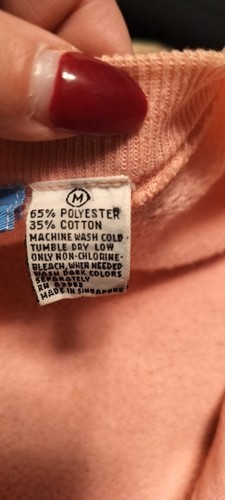 M
65% POLYESTER
35% COTTON
MACHINE WASH COLD
TUMBLE DRY LOW
ONLY NON-CHLORINE-
BLEACH, WHEN NEEDED
WASH DARK COLORS
SEPARATELY
RN
MADE IN SINGAPORE